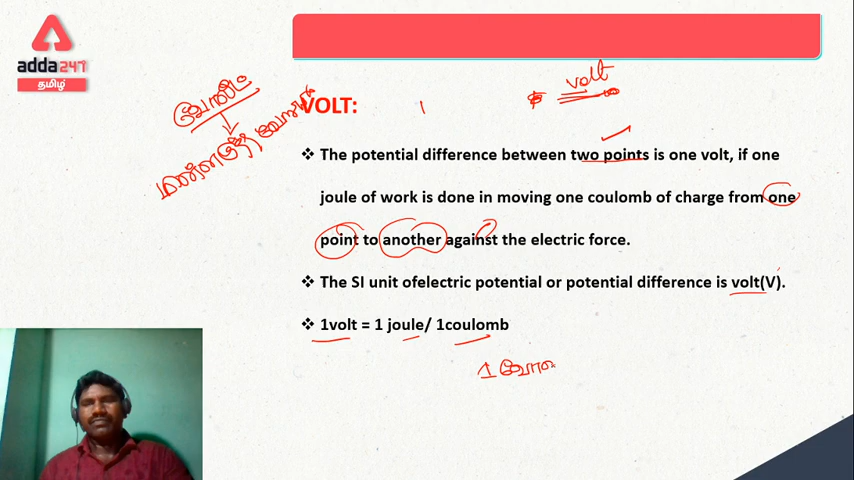 adda247
தமிழ்
volt
VOLT:
The potential difference between two points is one volt, if one
joule of work is done in moving one coulomb of charge from one
point to another against the electric force.
The SI unit ofelectric potential or potential difference is volt(V).
1volt = 1 joule/ 1coulomb
1 வோ